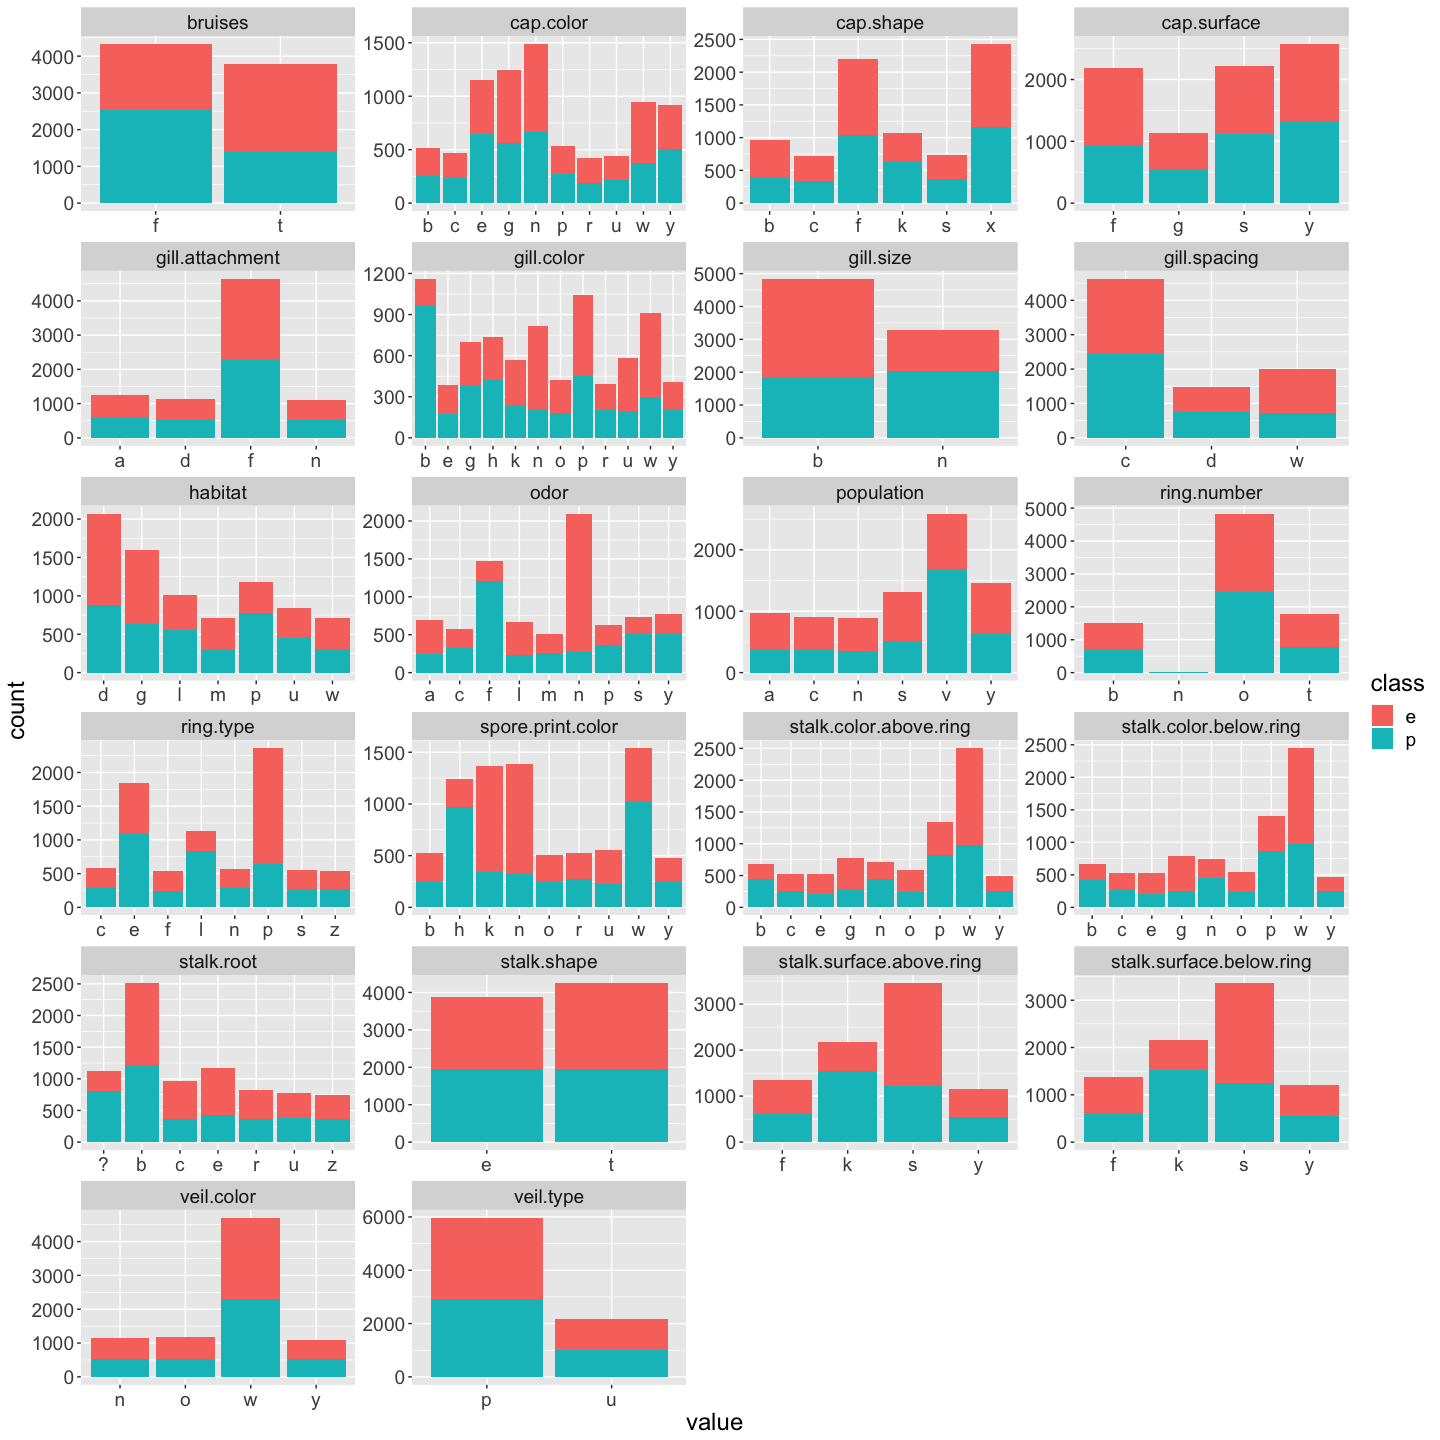 bruises
4000
3000
2000
1000
0
f t
cap.color
1500
1000
500
0
b c e g n p r u w y
cap.shape
2500
2000
1500
1000
500
0
b c f k s x
cap.surface
2000
1000
0
f g s y
gill.attachment
4000
3000
2000
1000
0
a d f n
gill.color
1200
900
600
300
0
b e g h k n o p r u w y
gill.size
5000
4000
3000
2000
1000
0
b n
gill.spacing
4000
3000
2000
1000
0
c d w
habitat
2000
1500
1000
500
0
d g l m p u w
odor
2000
1500
1000
500
0
a c f l m n p s y
population
2000
1000
0
a c n s v y
ring.number
5000
4000
3000
2000
1000
0
b n o t
ring.type
2000
1500
1000
500
0
c e f l n p s z
spore.print.color
1500
1000
500
0
b h k n o r u w y
stalk.color.above.ring
2500
2000
1500
1000
500
0
b c e g n o p w y
stalk.color.below.ring
2500
2000
1500
1000
500
0
b c e g n o p w y
stalk.root
2500
2000
1500
1000
500
0
? b c e r u z
stalk.shape
4000
3000
2000
1000
0
e t
stalk.surface.above.ring
3000
2000
1000
0
f k s y
stalk.surface.below.ring
3000
2000
1000
0
f k s y
veil.color
4000
3000
2000
1000
0
n o w y
veil.type
6000
4000
2000
0
p u
count
value
class
e
p